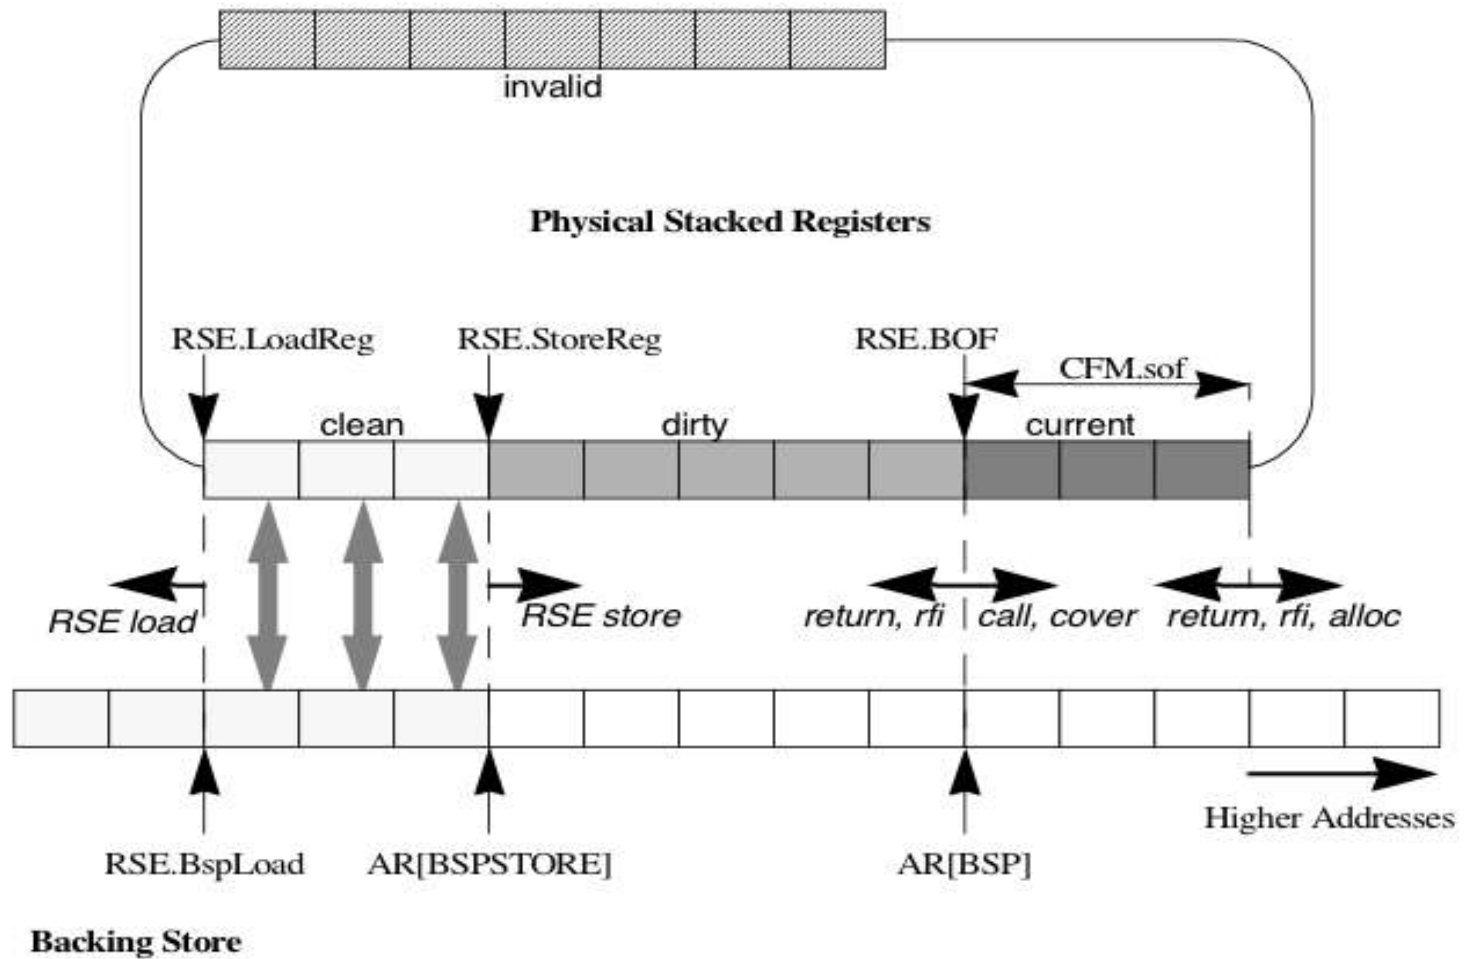 invalid
Physical Stacked Registers
RSE.LoadReg RSE.StoreReg RSE.BOF
CFM.sof
clean dirty current
RSE load RSE store return, rfi call, cover return, rfi, alloc
Higher Addresses
RSE.BspLoad AR[BSPSTORE] AR[BSP]
Backing Store